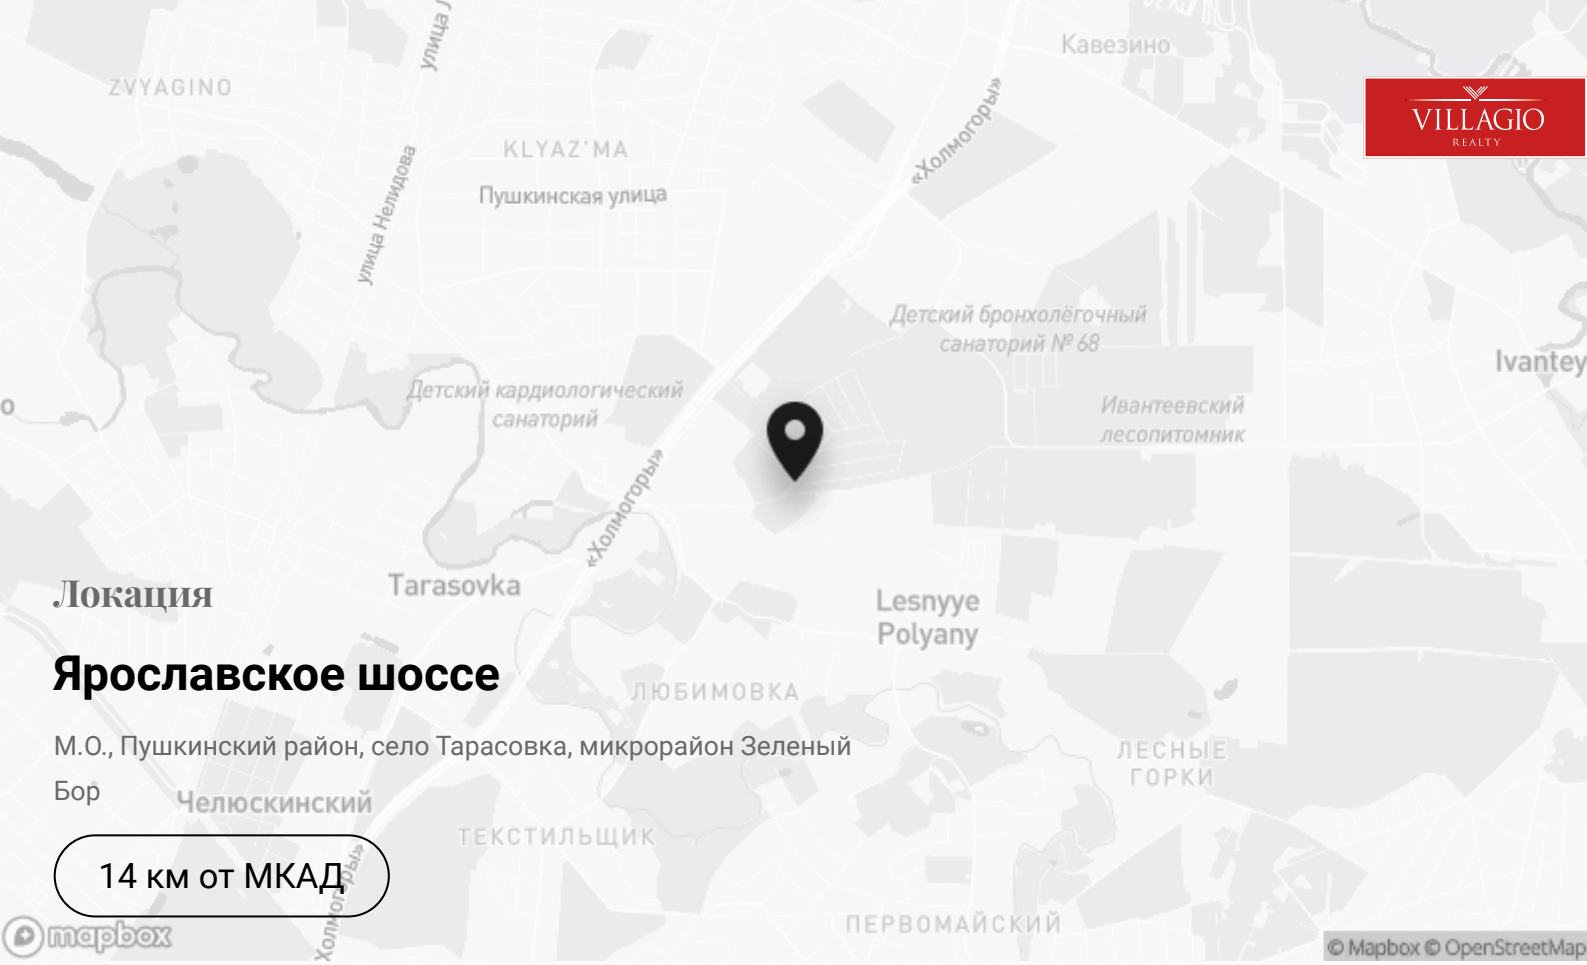 улица
Кавезино
ZVYAGINO
VILLAGIO
REALTY
«Холмогоры»
KLYAZ'MA
улица Нелидова
Пушкинская улица
Детский бронхолёгочный
санаторий № 68
Ivantey
Детский кардиологический
санаторий
Ивантеевский
лесопитомник
о
«Холмогоры»
Локация
Tarasovka
Lesnyye
Polyany
Ярославское шоссе
ЛЮБИМОВКА
М.О., Пушкинский район, село Тарасовка, микрорайон Зеленый
Бор
ЛЕСНЫЕ
ГОРКИ
Челюскинский
ТЕКСТИЛЬЩИК
14 км от МКАД
Холмогоры»
ПЕРВОМАЙСКИЙ
mapbox
© Mapbox © OpenStreetMap